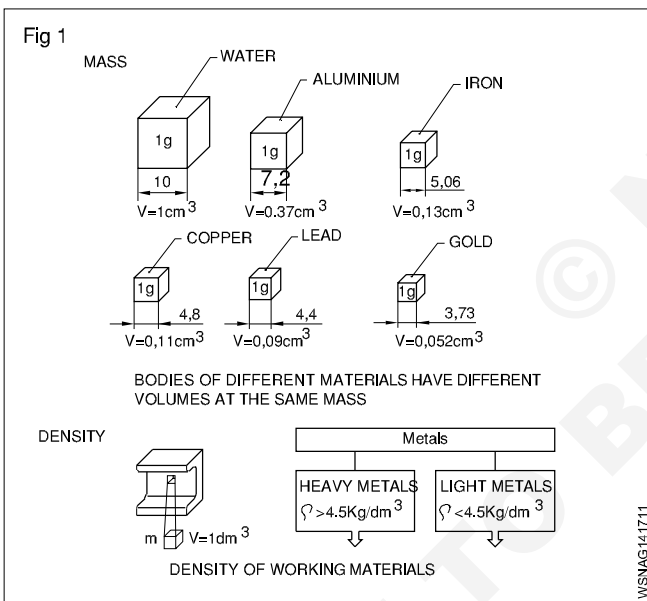 Fig 1
MASS
WATER
ALUMINIUM
IRON
1g
1g
1g
10
7,2
5,06
V=1cm³
V=0.37cm³
V=0,13cm³
COPPER
LEAD
GOLD
1g
1g
1g
4,8
4,4
3,73
V=0,11cm³
V=0,09cm³
V=0,052cm³
BODIES OF DIFFERENT MATERIALS HAVE DIFFERENT
VOLUMES AT THE SAME MASS
DENSITY
Metals
HEAVY METALS
ρ>4.5Kg/dm³
LIGHT METALS
ρ<4.5Kg/dm³
m
V=1dm³
DENSITY OF WORKING MATERIALS
WSNAG141711
©
TO B